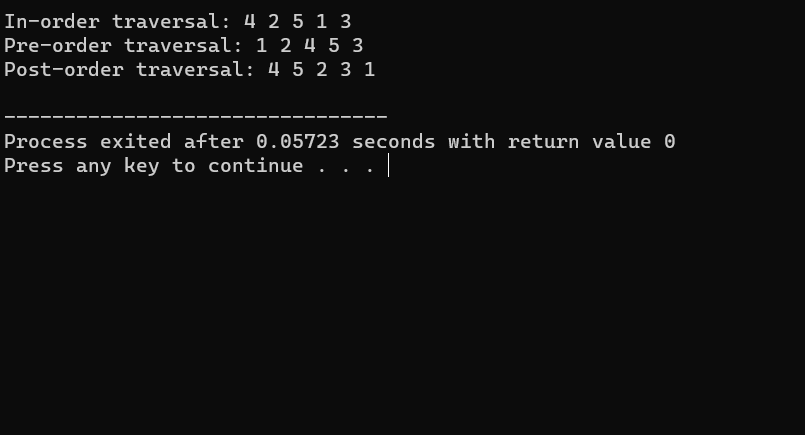 In-order traversal: 4 2 5 1 3
Pre-order traversal: 1 2 4 5 3
Post-order traversal: 4 5 2 3 1
--------------------------------
Process exited after 0.05723 seconds with return value 0
Press any key to continue . . .